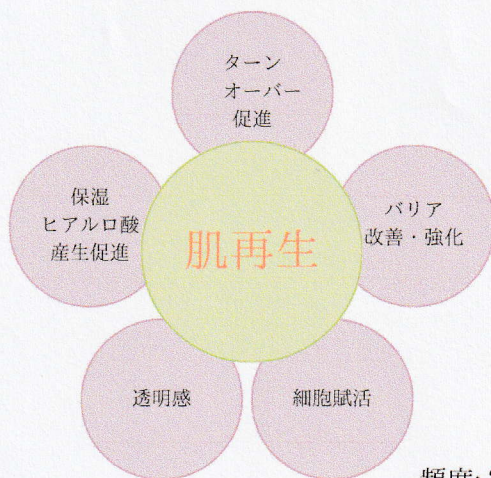 ターン
オーバー
促進
保湿
ヒアルロ酸
産生促進
バリア
改善・強化
肌再生
透明感
細胞賦活